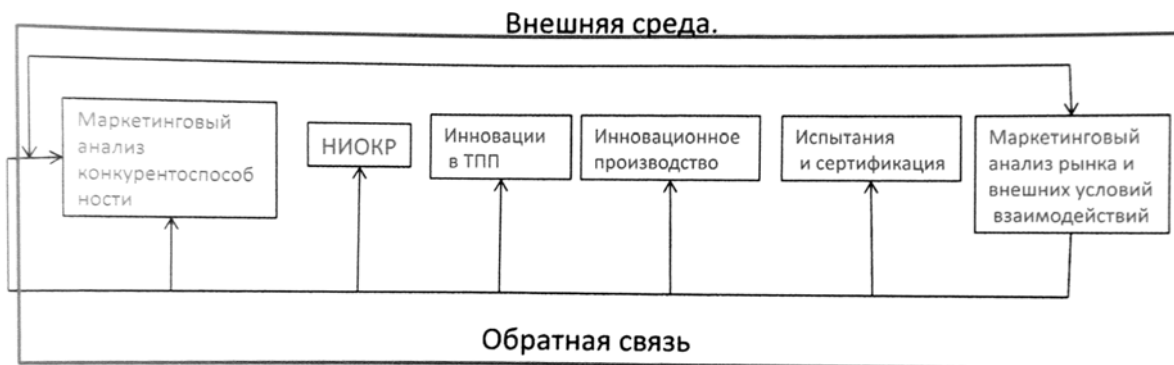 Внешняя среда.
Маркетинговый
анализ
конкурентоспособ
ности
НИОКР
Инновации
в ТПП
Инновационное
производство
Испытания
и сертификация
Маркетинговый
анализ рынка и
внешних условий
взаимодействий
Обратная связь